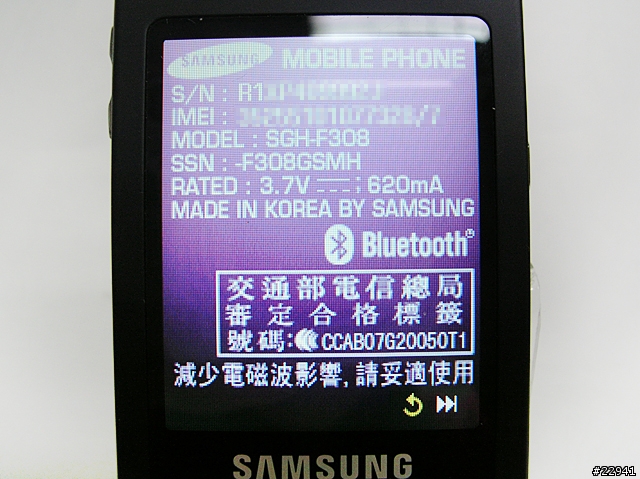 SAMSUNG MOBILE PHONE
S/N : R1
IMEI :
MODEL : SGH-F308
SSN : -F308GSMH
RATED : 3.7V ⎓ ; 620mA
MADE IN KOREA BY SAMSUNG
Bluetooth
交通部電信總局
審定合格標籤
號碼: CCAB07G20050T1
減少電磁波影響,請妥適使用
SAMSUNG
#22941